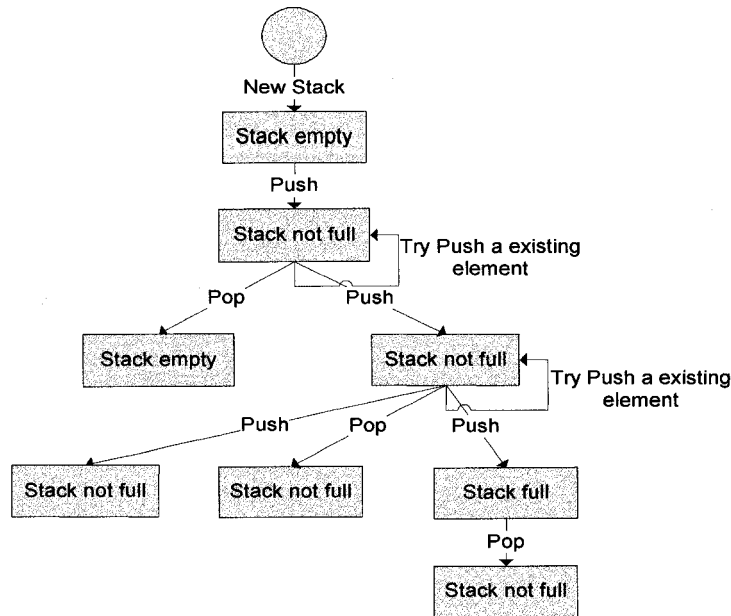 New Stack
Stack empty
Push
Stack not full
Try Push a existing
element
Pop
Push
Stack empty
Stack not full
Try Push a existing
element
Push
Pop
Push
Stack not full
Stack not full
Stack full
Pop
Stack not full